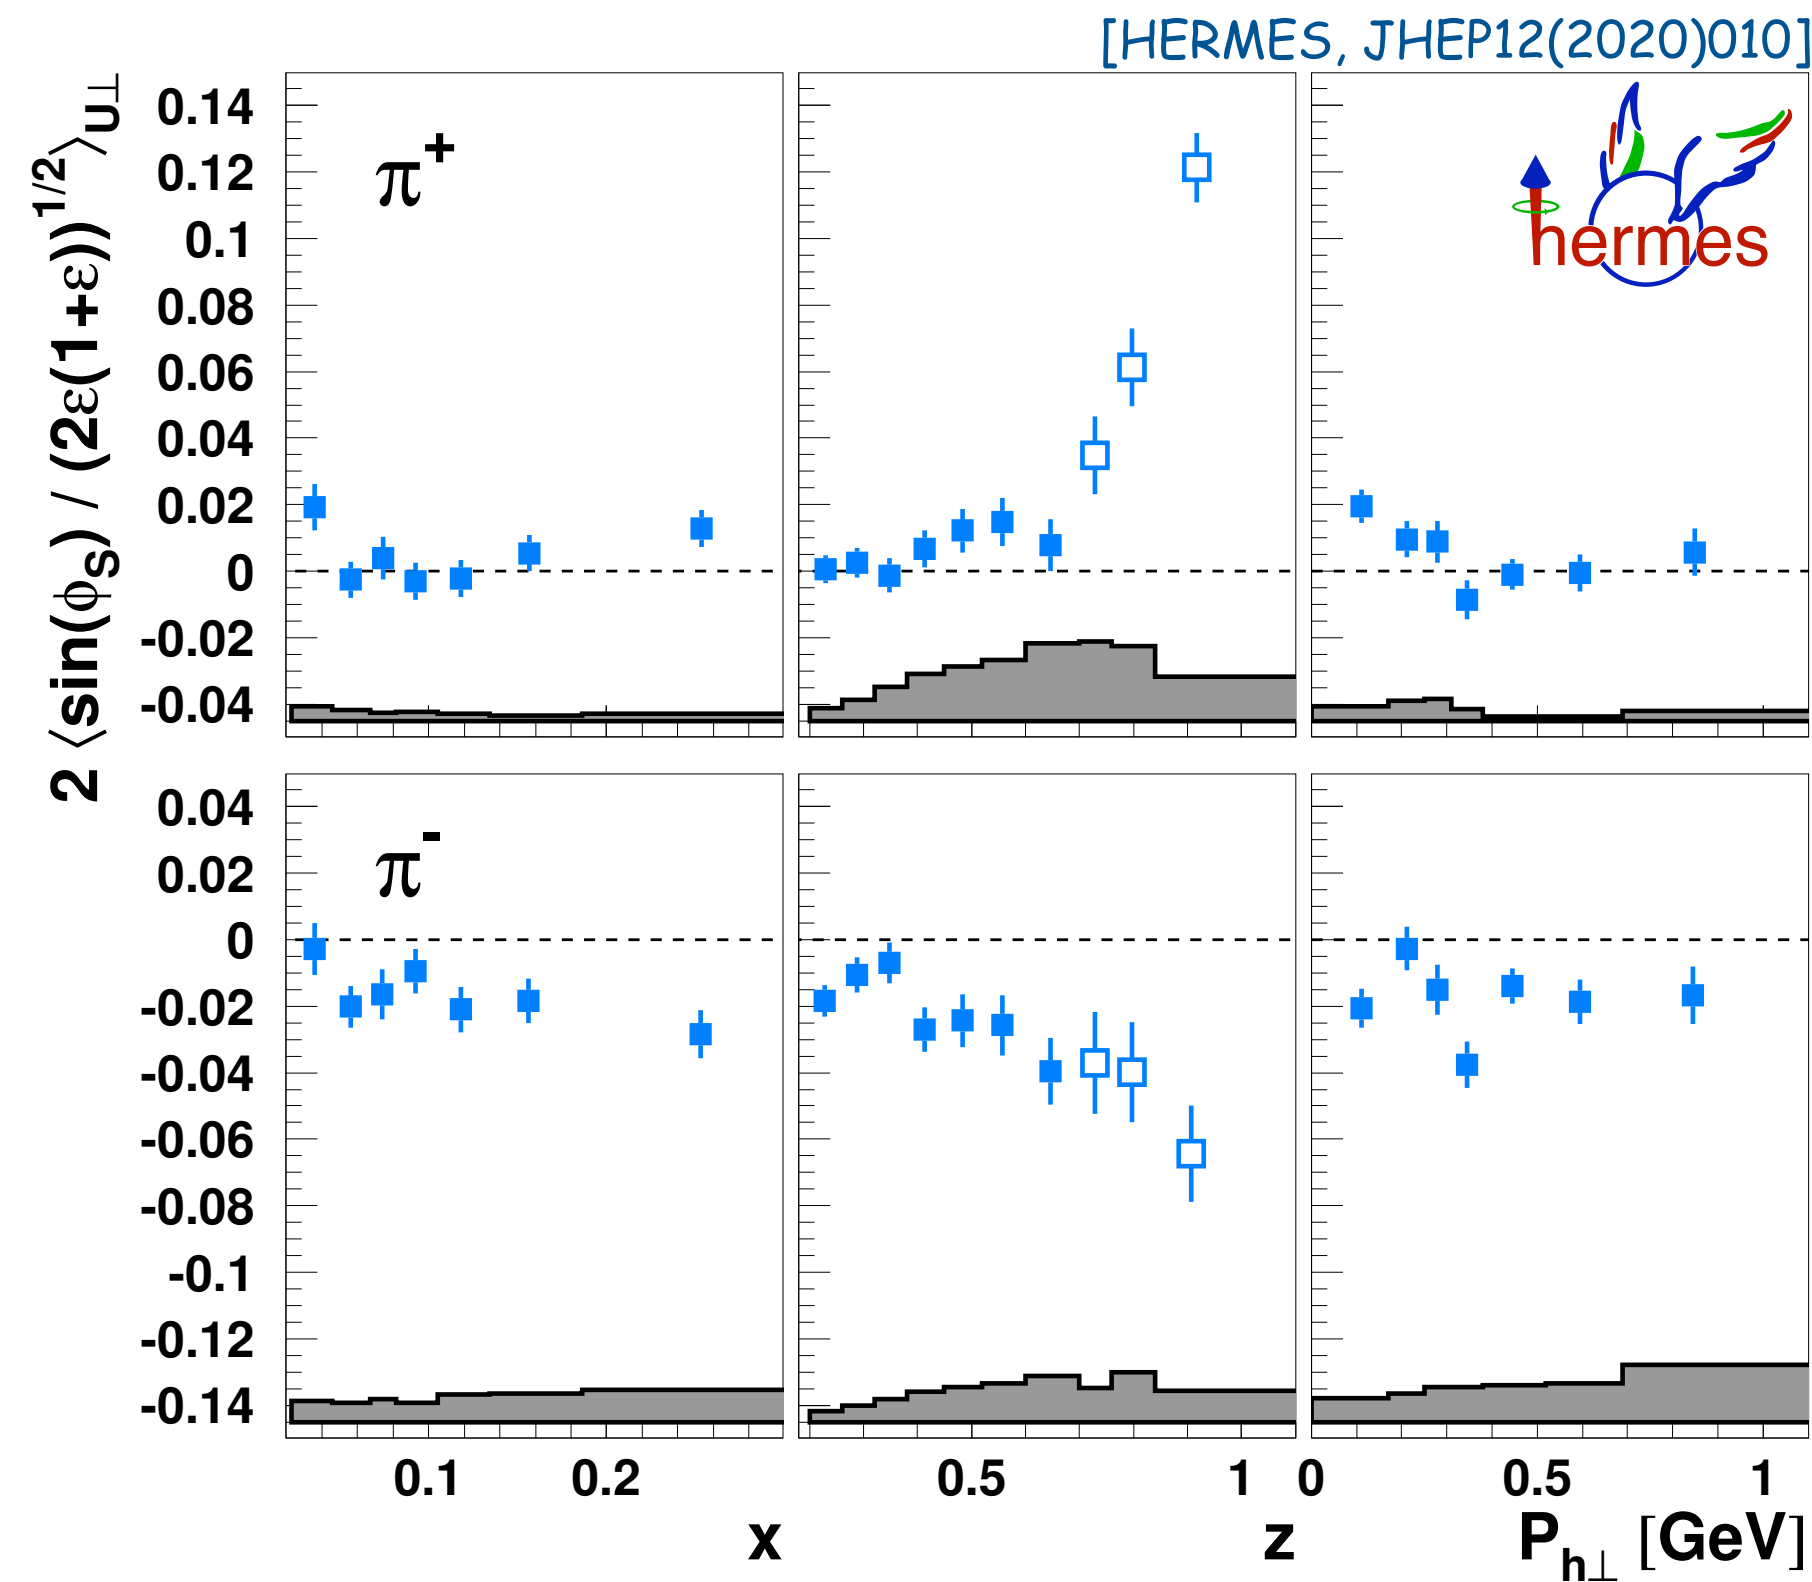 [HERMES, JHEP12(2020)010]
2 ⟨sin(ϕS) / (2ε(1+ε))1/2⟩U⊥
0.14
0.12
0.1
0.08
0.06
0.04
0.02
0
-0.02
-0.04
π+
hermes
0.04
0.02
0
-0.02
-0.04
-0.06
-0.08
-0.1
-0.12
-0.14
π-
0.1 0.2
0.5 1
0 0.5 1
x
z
Ph⊥ [GeV]